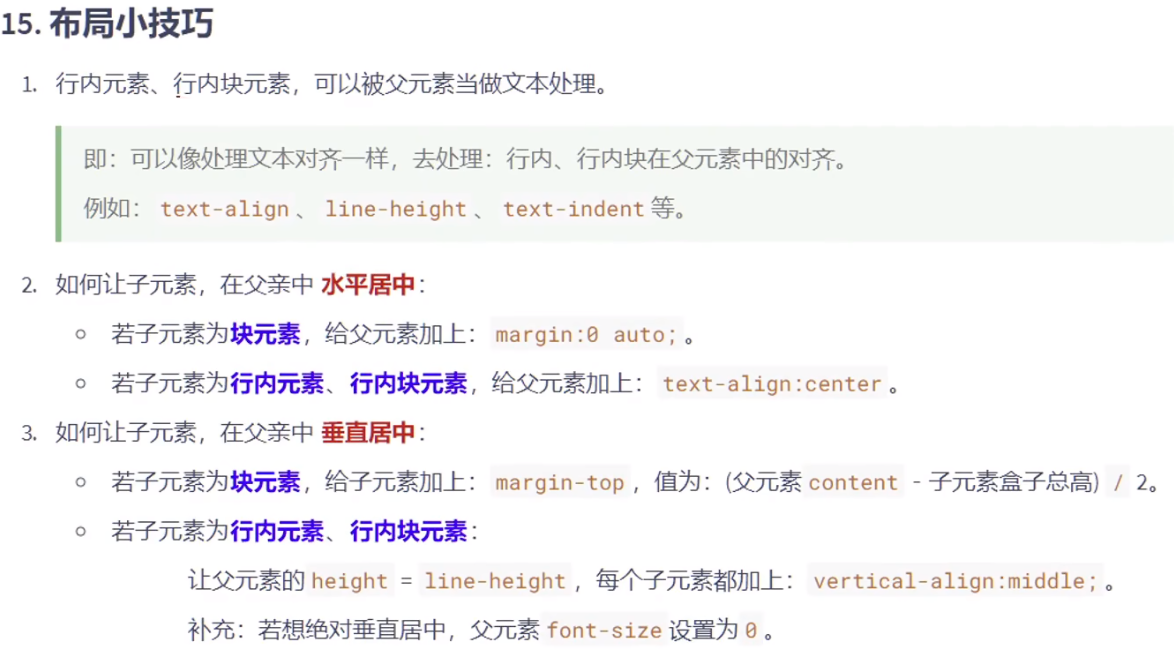 15. 布局小技巧
1. 行内元素、行内块元素，可以被父元素当做文本处理。
即：可以像处理文本对齐一样，去处理：行内、行内块在父元素中的对齐。
例如： text-align 、 line-height 、 text-indent 等。
2. 如何让子元素，在父亲中 水平居中：
○ 若子元素为块元素，给父元素加上： margin:0 auto; 。
○ 若子元素为行内元素、行内块元素，给父元素加上： text-align:center 。
3. 如何让子元素，在父亲中 垂直居中：
○ 若子元素为块元素，给子元素加上： margin-top ，值为：(父元素 content - 子元素盒子总高) / 2。
○ 若子元素为行内元素、行内块元素：
让父元素的 height = line-height ，每个子元素都加上： vertical-align:middle; 。
补充：若想绝对垂直居中，父元素 font-size 设置为 0 。